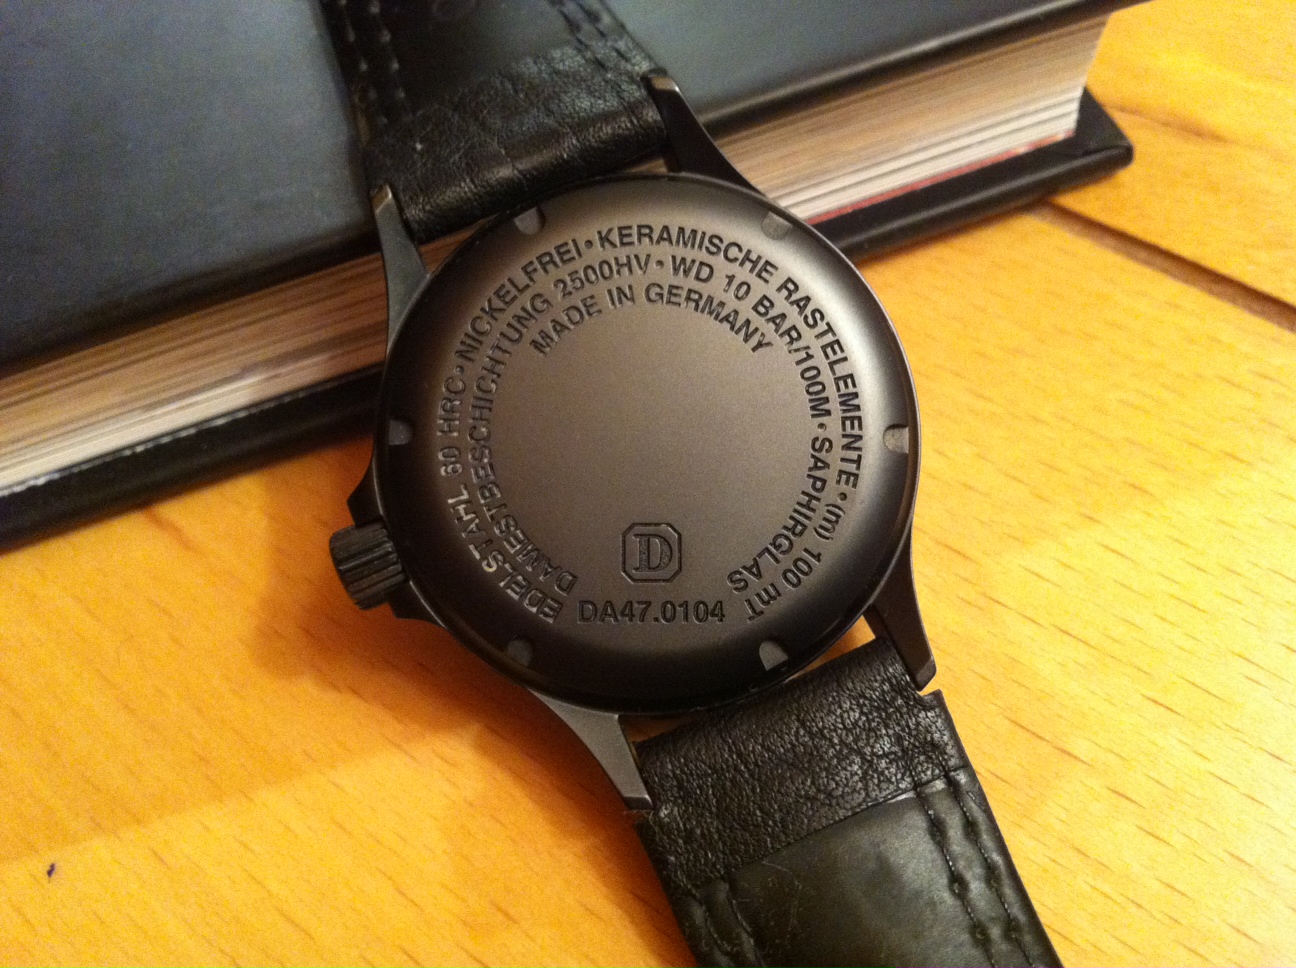 EDELSTAHL 60 HRC • NICKELFREI • KERAMISCHE RASTELEMENTE • (m) 100 mT
DAMESTBESCHICHTUNG 2500HV • WD 10 BAR/100M • SAPHIRGLAS
MADE IN GERMANY
D
DA47.0104